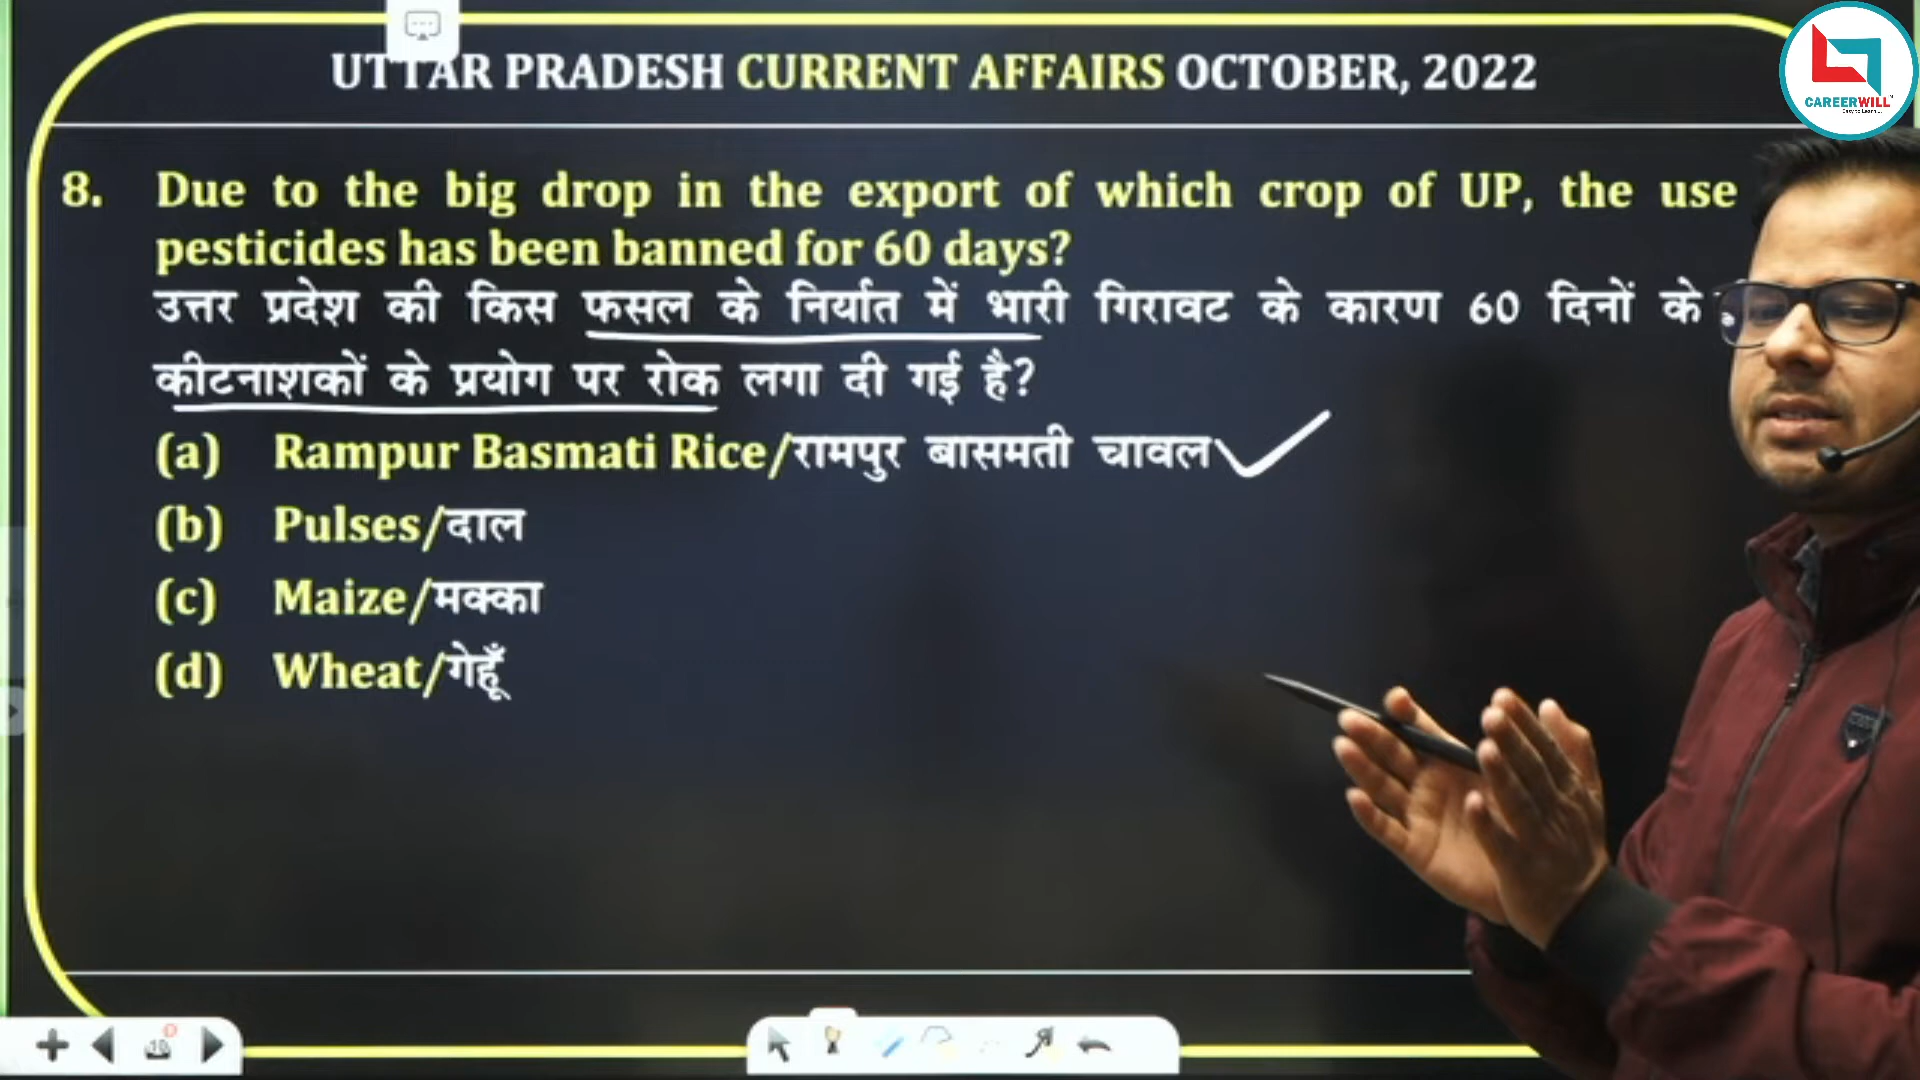 UTTAR PRADESH CURRENT AFFAIRS OCTOBER, 2022
CAREERWILL
8. Due to the big drop in the export of which crop of UP, the use
pesticides has been banned for 60 days?
उत्तर प्रदेश की किस फसल के निर्यात में भारी गिरावट के कारण 60 दिनों के
कीटनाशकों के प्रयोग पर रोक लगा दी गई है?
(a) Rampur Basmati Rice/रामपुर बासमती चावल
(b) Pulses/दाल
(c) Maize/मक्का
(d) Wheat/गेहूँ